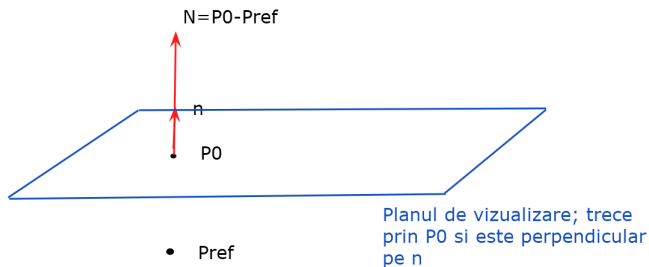 N=P0-Pref
n
P0
Planul de vizualizare; trece
prin P0 si este perpendicular
pe n
Pref